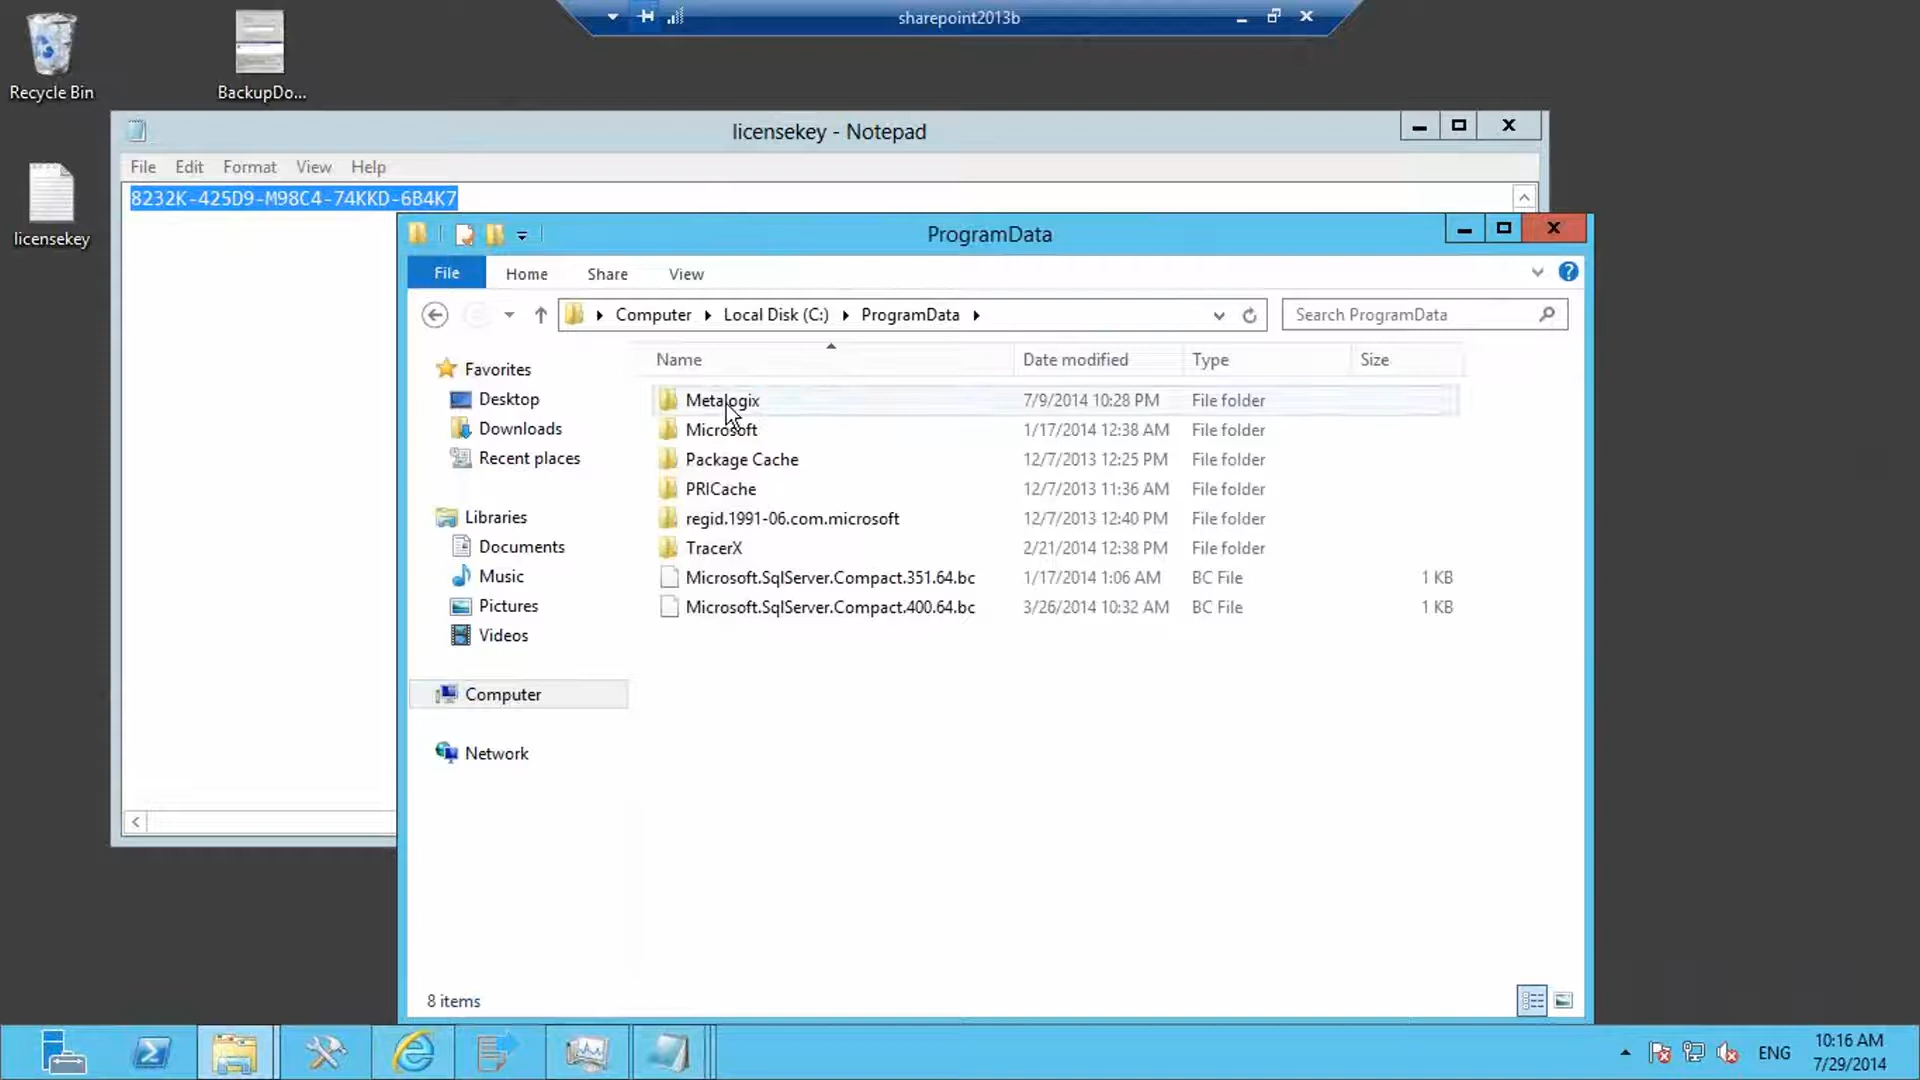 sharepoint2013b
Recycle Bin
BackupDo...
licensekey
licensekey - Notepad
File Edit Format View Help
8232K-425D9-M98C4-74KKD-6B4K7
ProgramData
File Home Share View
Computer Local Disk (C:) ProgramData
Search ProgramData
Favorites
Desktop
Downloads
Recent places
Libraries
Documents
Music
Pictures
Videos
Computer
Network
Name Date modified Type Size
Metalogix 7/9/2014 10:28 PM File folder
Microsoft 1/17/2014 12:38 AM File folder
Package Cache 12/7/2013 12:25 PM File folder
PRICache 12/7/2013 11:36 AM File folder
regid.1991-06.com.microsoft 12/7/2013 12:40 PM File folder
TracerX 2/21/2014 12:38 PM File folder
Microsoft.SqlServer.Compact.351.64.bc 1/17/2014 1:06 AM BC File 1 KB
Microsoft.SqlServer.Compact.400.64.bc 3/26/2014 10:32 AM BC File 1 KB
8 items
ENG
10:16 AM
7/29/2014